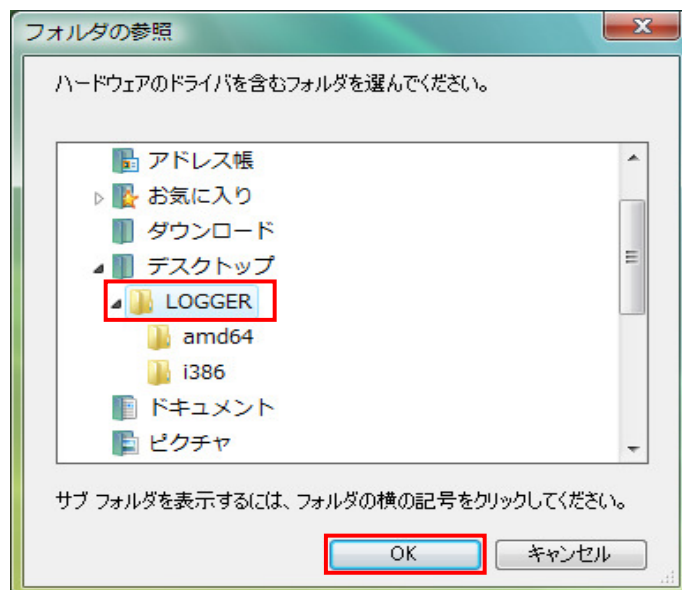 フォルダの参照
ハードウェアのドライバを含むフォルダを選んでください。
アドレス帳
お気に入り
ダウンロード
デスクトップ
LOGGER
amd64
i386
ドキュメント
ピクチャ
サブ フォルダを表示するには、フォルダの横の記号をクリックしてください。
OK キャンセル